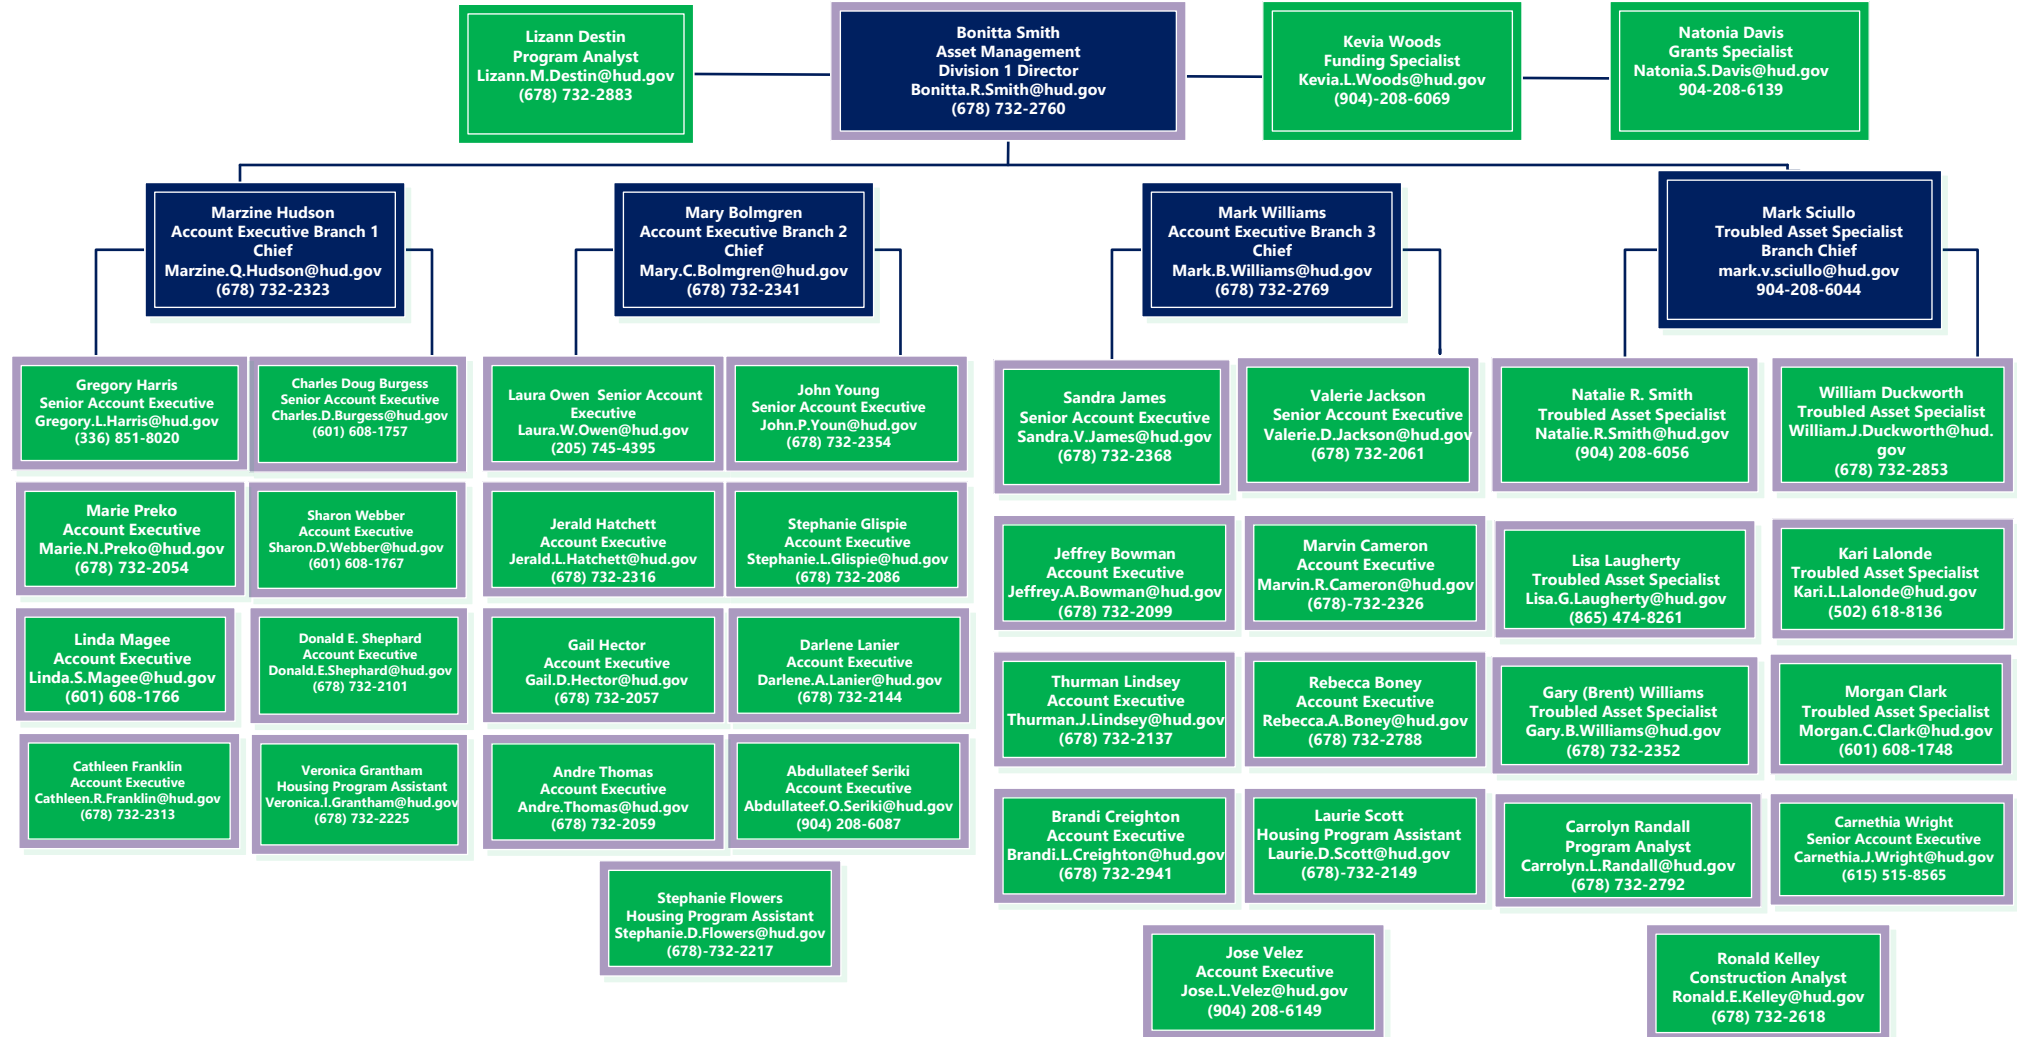 Lizann Destin
Program Analyst
Lizann.M.Destin@hud.gov
(678) 732-2883
Bonitta Smith
Asset Management
Division 1 Director
Bonitta.R.Smith@hud.gov
(678) 732-2760
Kevia Woods
Funding Specialist
Kevia.L.Woods@hud.gov
(904)-208-6069
Natonia Davis
Grants Specialist
Natonia.S.Davis@hud.gov
904-208-6139
Marzine Hudson
Account Executive Branch 1
Chief
Marzine.Q.Hudson@hud.gov
(678) 732-2323
Mary Bolmgren
Account Executive Branch 2
Chief
Mary.C.Bolmgren@hud.gov
(678) 732-2341
Mark Williams
Account Executive Branch 3
Chief
Mark.B.Williams@hud.gov
(678) 732-2769
Mark Sciullo
Troubled Asset Specialist
Branch Chief
mark.v.sciullo@hud.gov
904-208-6044
Gregory Harris
Senior Account Executive
Gregory.L.Harris@hud.gov
(336) 851-8020
Charles Doug Burgess
Senior Account Executive
Charles.D.Burgess@hud.gov
(601) 608-1757
Laura Owen  Senior Account
Executive
Laura.W.Owen@hud.gov
(205) 745-4395
John Young
Senior Account Executive
John.P.Youn@hud.gov
(678) 732-2354
Sandra James
Senior Account Executive
Sandra.V.James@hud.gov
(678) 732-2368
Valerie Jackson
Senior Account Executive
Valerie.D.Jackson@hud.gov
(678) 732-2061
Natalie R. Smith
Troubled Asset Specialist
Natalie.R.Smith@hud.gov
(904) 208-6056
William Duckworth
Troubled Asset Specialist
William.J.Duckworth@hud.
gov
(678) 732-2853
Marie Preko
Account Executive
Marie.N.Preko@hud.gov
(678) 732-2054
Sharon Webber
Account Executive
Sharon.D.Webber@hud.gov
(601) 608-1767
Jerald Hatchett
Account Executive
Jerald.L.Hatchett@hud.gov
(678) 732-2316
Stephanie Glispie
Account Executive
Stephanie.L.Glispie@hud.gov
(678) 732-2086
Jeffrey Bowman
Account Executive
Jeffrey.A.Bowman@hud.gov
(678) 732-2099
Marvin Cameron
Account Executive
Marvin.R.Cameron@hud.gov
(678)-732-2326
Lisa Laugherty
Troubled Asset Specialist
Lisa.G.Laugherty@hud.gov
(865) 474-8261
Kari Lalonde
Troubled Asset Specialist
Kari.L.Lalonde@hud.gov
(502) 618-8136
Linda Magee
Account Executive
Linda.S.Magee@hud.gov
(601) 608-1766
Donald E. Shephard
Account Executive
Donald.E.Shephard@hud.gov
(678) 732-2101
Gail Hector
Account Executive
Gail.D.Hector@hud.gov
(678) 732-2057
Darlene Lanier
Account Executive
Darlene.A.Lanier@hud.gov
(678) 732-2144
Thurman Lindsey
Account Executive
Thurman.J.Lindsey@hud.gov
(678) 732-2137
Rebecca Boney
Account Executive
Rebecca.A.Boney@hud.gov
(678) 732-2788
Gary (Brent) Williams
Troubled Asset Specialist
Gary.B.Williams@hud.gov
(678) 732-2352
Morgan Clark
Troubled Asset Specialist
Morgan.C.Clark@hud.gov
(601) 608-1748
Cathleen Franklin
Account Executive
Cathleen.R.Franklin@hud.gov
(678) 732-2313
Veronica Grantham
Housing Program Assistant
Veronica.I.Grantham@hud.gov
(678) 732-2225
Andre Thomas
Account Executive
Andre.Thomas@hud.gov
(678) 732-2059
Abdullateef Seriki
Account Executive
Abdullateef.O.Seriki@hud.gov
(904) 208-6087
Brandi Creighton
Account Executive
Brandi.L.Creighton@hud.gov
(678) 732-2941
Laurie Scott
Housing Program Assistant
Laurie.D.Scott@hud.gov
(678)-732-2149
Carrolyn Randall
Program Analyst
Carrolyn.L.Randall@hud.gov
(678) 732-2792
Carnethia Wright
Senior Account Executive
Carnethia.J.Wright@hud.gov
(615) 515-8565
Stephanie Flowers
Housing Program Assistant
Stephanie.D.Flowers@hud.gov
(678)-732-2217
Jose Velez
Account Executive
Jose.L.Velez@hud.gov
(904) 208-6149
Ronald Kelley
Construction Analyst
Ronald.E.Kelley@hud.gov
(678) 732-2618